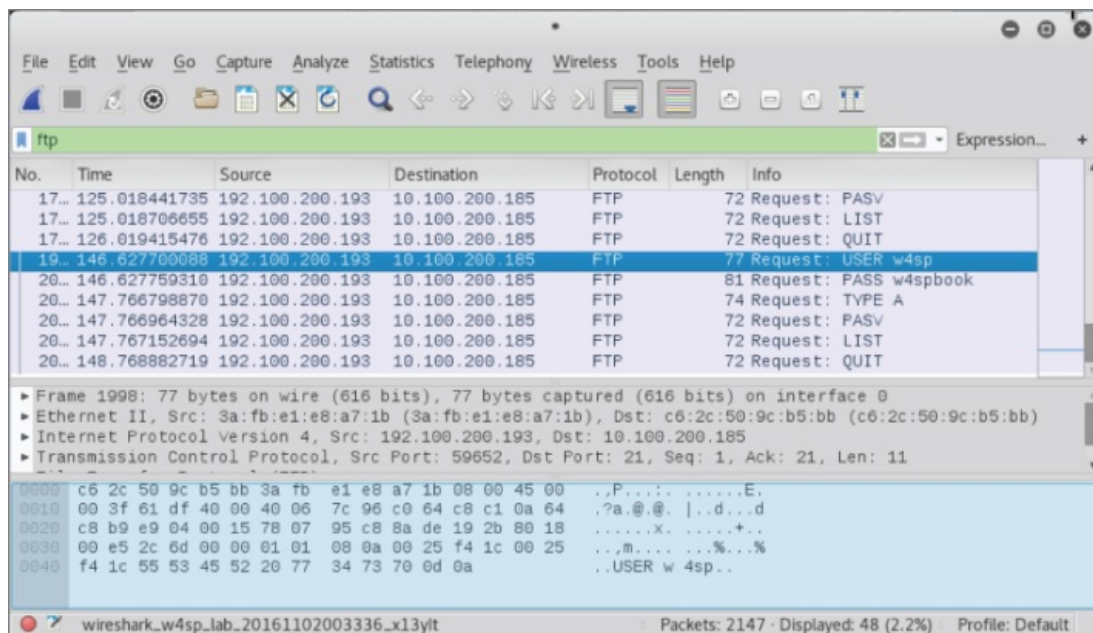 File Edit View Go Capture Analyze Statistics Telephony Wireless Tools Help
ftp Expression... +
No. Time Source Destination Protocol Length Info
17… 125.018441735 192.100.200.193 10.100.200.185 FTP 72 Request: PASV
17… 125.018706655 192.100.200.193 10.100.200.185 FTP 72 Request: LIST
17… 126.019415476 192.100.200.193 10.100.200.185 FTP 72 Request: QUIT
19… 146.627700088 192.100.200.193 10.100.200.185 FTP 77 Request: USER w4sp
20… 146.627759310 192.100.200.193 10.100.200.185 FTP 81 Request: PASS w4spbook
20… 147.766798870 192.100.200.193 10.100.200.185 FTP 74 Request: TYPE A
20… 147.766964328 192.100.200.193 10.100.200.185 FTP 72 Request: PASV
20… 147.767152694 192.100.200.193 10.100.200.185 FTP 72 Request: LIST
20… 148.768882719 192.100.200.193 10.100.200.185 FTP 72 Request: QUIT
Frame 1998: 77 bytes on wire (616 bits), 77 bytes captured (616 bits) on interface 0
Ethernet II, Src: 3a:fb:e1:e8:a7:1b (3a:fb:e1:e8:a7:1b), Dst: c6:2c:50:9c:b5:bb (c6:2c:50:9c:b5:bb)
Internet Protocol Version 4, Src: 192.100.200.193, Dst: 10.100.200.185
Transmission Control Protocol, Src Port: 59652, Dst Port: 21, Seq: 1, Ack: 21, Len: 11
0000 c6 2c 50 9c b5 bb 3a fb e1 e8 a7 1b 08 00 45 00 .,P...:. ......E.
0010 00 3f 61 df 40 00 40 06 7c 96 c0 64 c8 c1 0a 64 .?a.@.@. |..d...d
0020 c8 b9 e9 04 00 15 78 07 95 c8 8a de 19 2b 80 18 ......x. .....+..
0030 00 e5 2c 6d 00 00 01 01 08 0a 00 25 f4 1c 00 25 ..,m.... ...%...%
0040 f4 1c 55 53 45 52 20 77 34 73 70 0d 0a ..USER w 4sp..
wireshark_w4sp_lab_20161102003336_x13ylt Packets: 2147 · Displayed: 48 (2.2%) Profile: Default